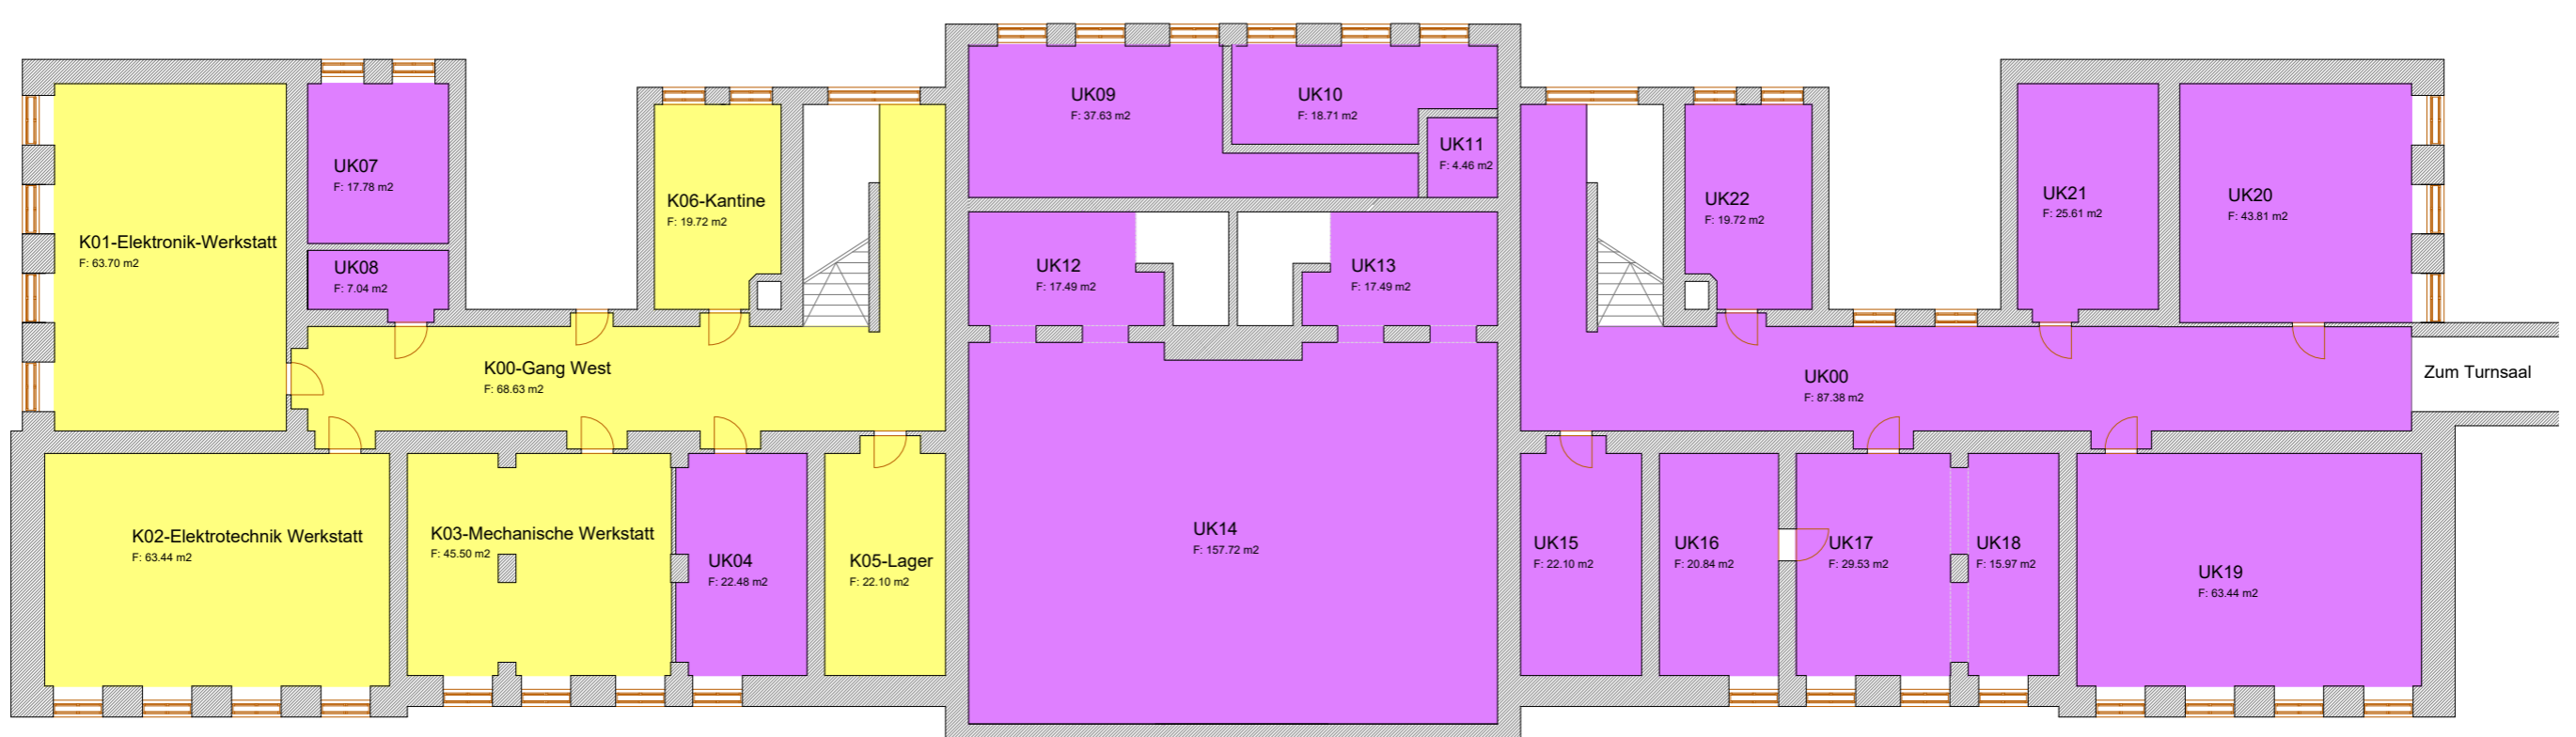 UK09
F: 37.63 m2
UK10
F: 18.71 m2
UK11
F: 4.46 m2
UK07
F: 17.78 m2
K06-Kantine
F: 19.72 m2
UK22
F: 19.72 m2
UK21
F: 25.61 m2
UK20
F: 43.81 m2
K01-Elektronik-Werkstatt
F: 63.70 m2
UK08
F: 7.04 m2
UK12
F: 17.49 m2
UK13
F: 17.49 m2
K00-Gang West
F: 68.63 m2
UK00
F: 87.38 m2
Zum Turnsaal
K02-Elektrotechnik Werkstatt
F: 63.44 m2
K03-Mechanische Werkstatt
F: 45.50 m2
UK04
F: 22.48 m2
K05-Lager
F: 22.10 m2
UK14
F: 157.72 m2
UK15
F: 22.10 m2
UK16
F: 20.84 m2
UK17
F: 29.53 m2
UK18
F: 15.97 m2
UK19
F: 63.44 m2